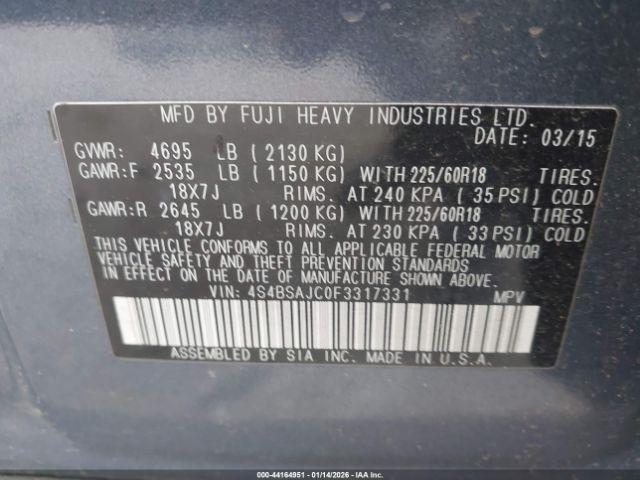 MFD BY FUJI HEAVY INDUSTRIES LTD.
DATE: 03/15
GVWR: 4695 LB ( 2130 KG)
GAWR:F 2535 LB ( 1150 KG) WITH 225/60R18 TIRES.
18X7J RIMS. AT 240 KPA ( 35 PSI) COLD
GAWR:R 2645 LB ( 1200 KG) WITH 225/60R18 TIRES.
18X7J RIMS. AT 230 KPA ( 33 PSI) COLD
THIS VEHICLE CONFORMS TO ALL APPLICABLE FEDERAL MOTOR
VEHICLE SAFETY AND THEFT PREVENTION STANDARDS IN
EFFECT ON THE DATE OF MANUFACTURE SHOWN ABOVE.
VIN: 4S4BSAJC0F3317331 MPV
ASSEMBLED BY SIA INC. MADE IN U.S.A.
000-44164951 - 01/14/2026 - IAA Inc.